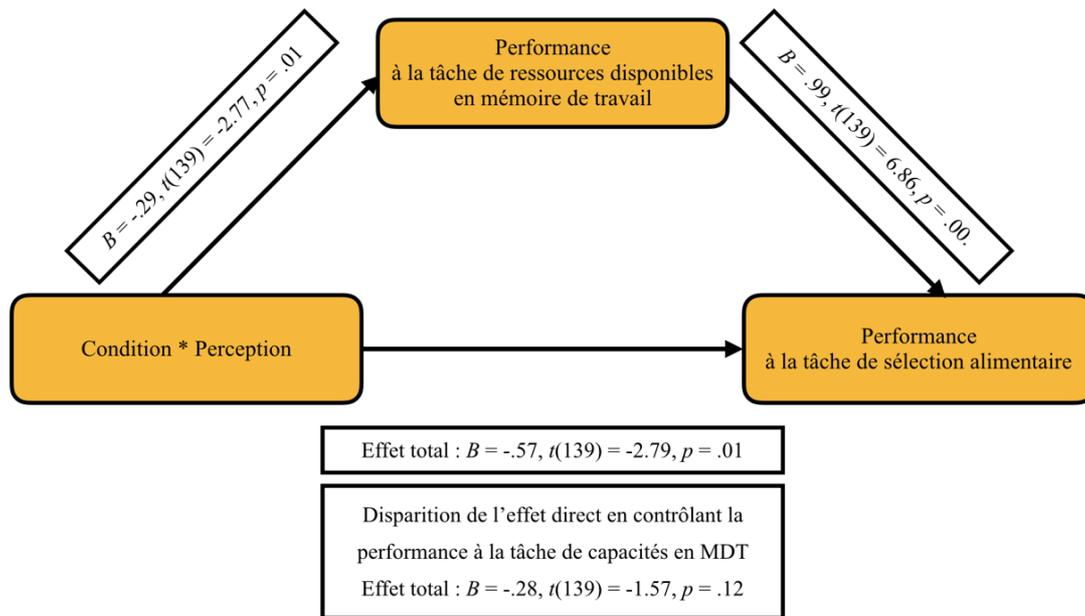 Performance
à la tâche de ressources disponibles
en mémoire de travail
B = -.29, t(139) = -2.77, p = .01
B = .99, t(139) = 6.86, p = .00.
Condition * Perception
Performance
à la tâche de sélection alimentaire
Effet total : B = -.57, t(139) = -2.79, p = .01
Disparition de l’effet direct en contrôlant la
performance à la tâche de capacités en MDT
Effet total : B = -.28, t(139) = -1.57, p = .12